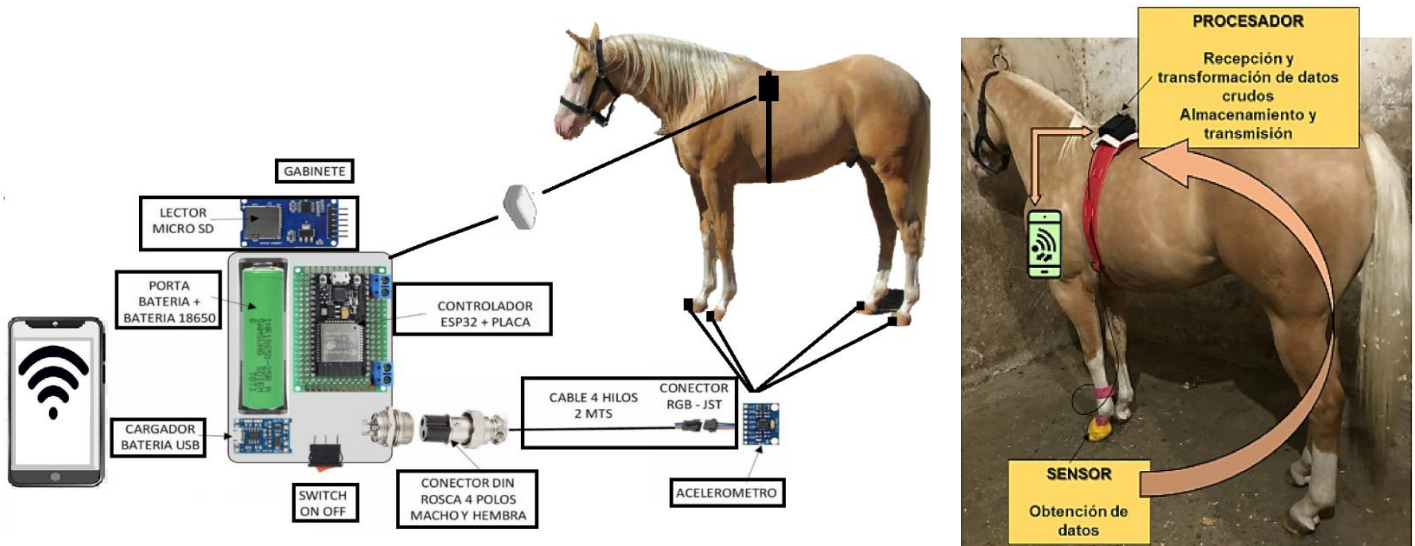 GABINETE
LECTOR
MICRO SD
PORTA
BATERIA +
BATERIA 18650
CONTROLADOR
ESP32 + PLACA
CARGADOR
BATERIA USB
SWITCH
ON OFF
CONECTOR DIN
ROSCA 4 POLOS
MACHO Y HEMBRA
CABLE 4 HILOS
2 MTS
CONECTOR
RGB - JST
ACELEROMETRO
PROCESADOR
Recepción y
transformación de datos
crudos
Almacenamiento y
transmisión
SENSOR
Obtención de
datos